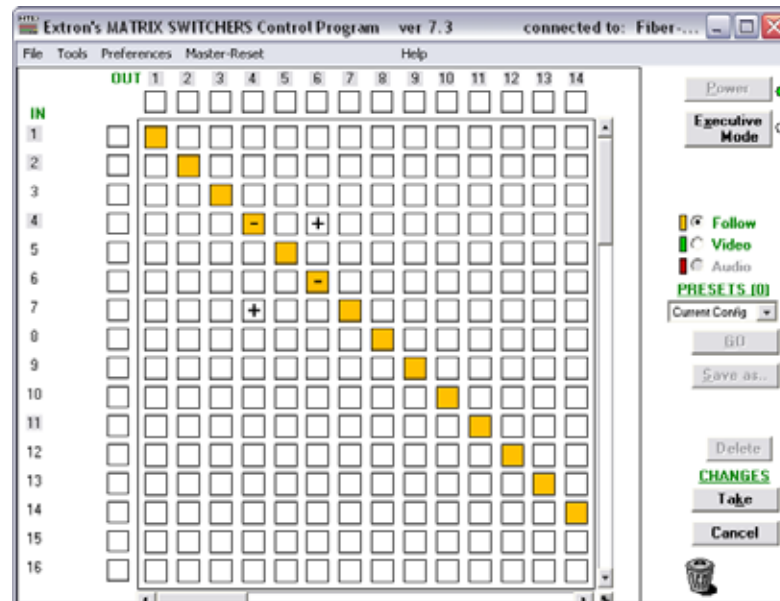 Extron's MATRIX SWITCHERS Control Program ver 7.3 connected to: Fiber-...
File Tools Preferences Master-Reset Help
OUT 1 2 3 4 5 6 7 8 9 10 11 12 13 14
IN
1
2
3
4 - +
5
6 -
7 +
8
9
10
11
12
13
14
15
16
Power
Executive
Mode
Follow
Video
Audio
PRESETS (0)
Current Config
GO
Save as..
Delete
CHANGES
Take
Cancel